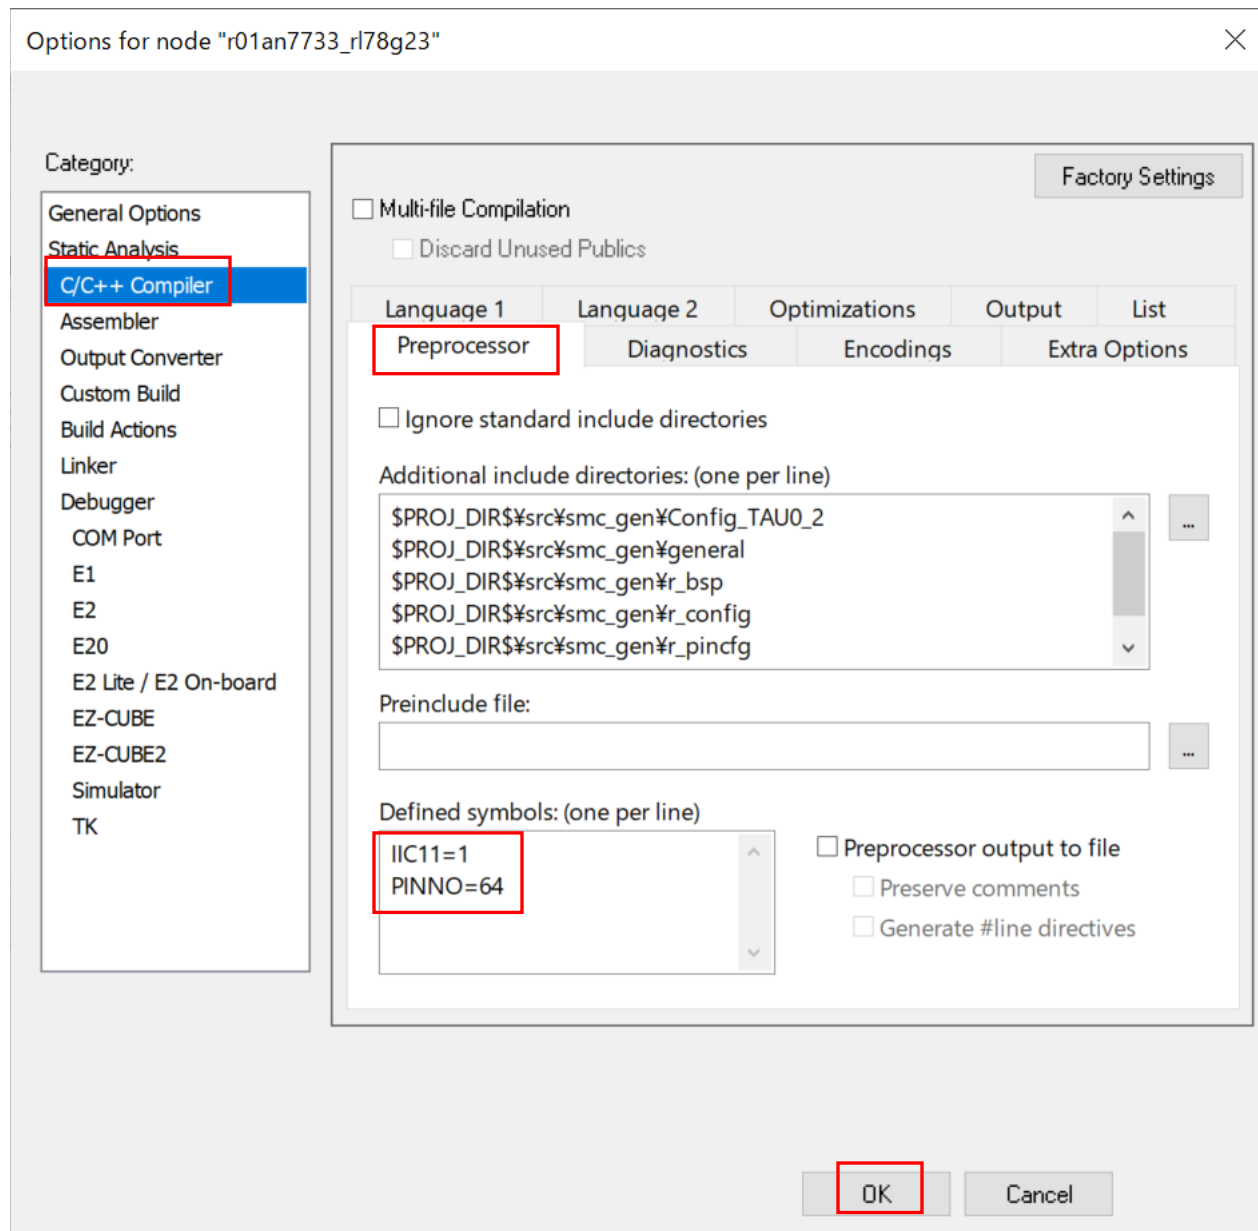 Options for node "r01an7733_rl78g23"
Category:
General Options
Static Analysis
C/C++ Compiler
Assembler
Output Converter
Custom Build
Build Actions
Linker
Debugger
COM Port
E1
E2
E20
E2 Lite / E2 On-board
EZ-CUBE
EZ-CUBE2
Simulator
TK
Factory Settings
Multi-file Compilation
Discard Unused Publics
Language 1 Language 2 Optimizations Output List
Preprocessor Diagnostics Encodings Extra Options
Ignore standard include directories
Additional include directories: (one per line)
$PROJ_DIR$¥src¥smc_gen¥Config_TAU0_2
$PROJ_DIR$¥src¥smc_gen¥general
$PROJ_DIR$¥src¥smc_gen¥r_bsp
$PROJ_DIR$¥src¥smc_gen¥r_config
$PROJ_DIR$¥src¥smc_gen¥r_pincfg
...
Preinclude file:
...
Defined symbols: (one per line)
IIC11=1
PINNO=64
Preprocessor output to file
Preserve comments
Generate #line directives
OK Cancel